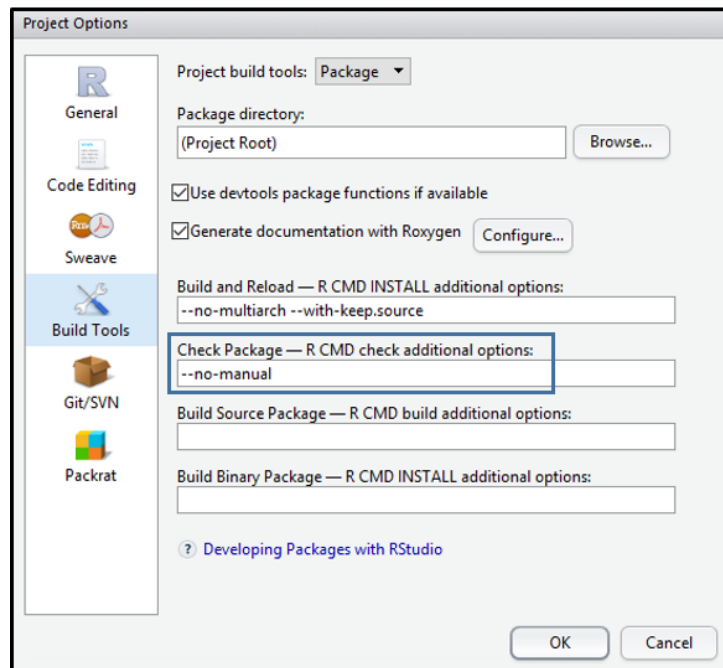 Project Options
General
Code Editing
Rnw
Sweave
Build Tools
Git/SVN
Packrat
Project build tools: Package
Package directory:
(Project Root)
Browse...
Use devtools package functions if available
Generate documentation with Roxygen
Configure...
Build and Reload — R CMD INSTALL additional options:
--no-multiarch --with-keep.source
Check Package — R CMD check additional options:
--no-manual
Build Source Package — R CMD build additional options:
Build Binary Package — R CMD INSTALL additional options:
? Developing Packages with RStudio
OK
Cancel